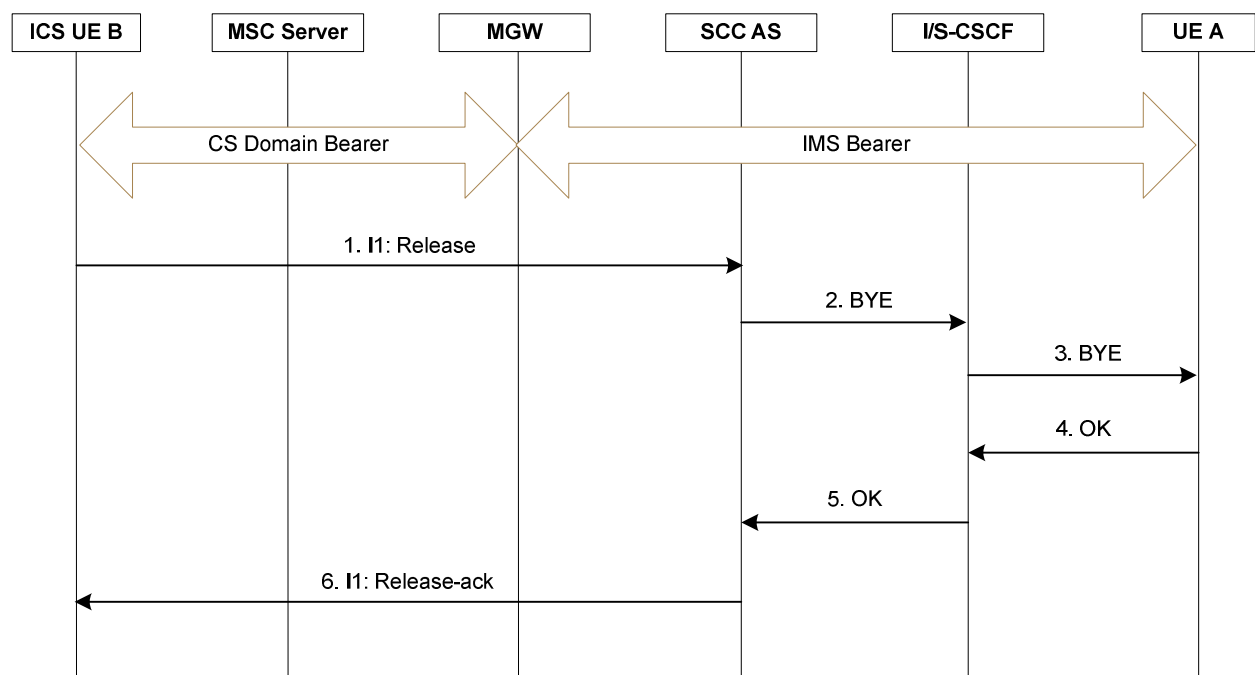 ICS UE B
MSC Server
MGW
SCC AS
I/S-CSCF
UE A
CS Domain Bearer
IMS Bearer
1. I1: Release
2. BYE
3. BYE
4. OK
5. OK
6. I1: Release-ack